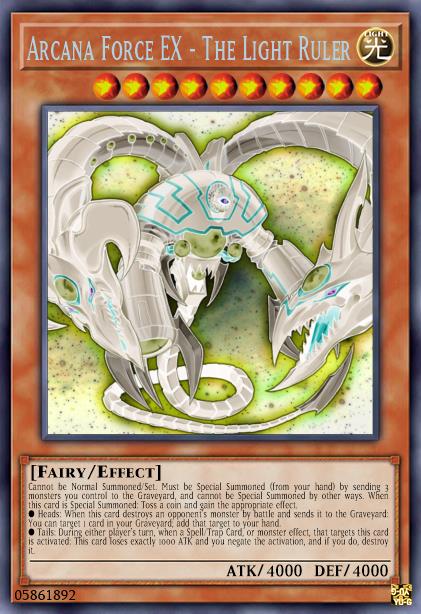 ARCANA FORCE EX - THE LIGHT RULER
LIGHT
光
[FAIRY/EFFECT]
Cannot be Normal Summoned/Set. Must be Special Summoned (from your hand) by sending 3
monsters you control to the Graveyard, and cannot be Special Summoned by other ways. When
this card is Special Summoned: Toss a coin and gain the appropriate effect.
● Heads: When this card destroys an opponent's monster by battle and sends it to the Graveyard:
You can target 1 card in your Graveyard; add that target to your hand.
● Tails: During either player's turn, when a Spell/Trap Card, or monster effect, that targets this card
is activated: This card loses exactly 1000 ATK and you negate the activation, and if you do, destroy
it.
ATK/4000 DEF/4000
05861892